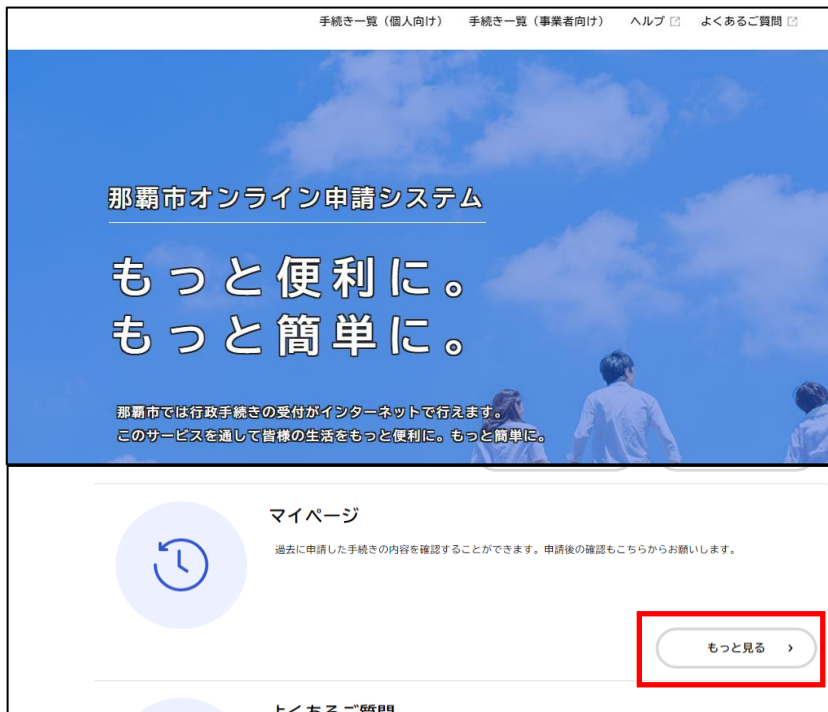 手続き一覧（個人向け） 手続き一覧（事業者向け） ヘルプ よくあるご質問
那覇市オンライン申請システム
もっと便利に。
もっと簡単に。
那覇市では行政手続きの受付がインターネットで行えます。
このサービスを通して皆様の生活をもっと便利に。もっと簡単に。
マイページ
過去に申請した手続きの内容を確認することができます。申請後の確認もこちらからお願いします。
もっと見る
よくあるご質問